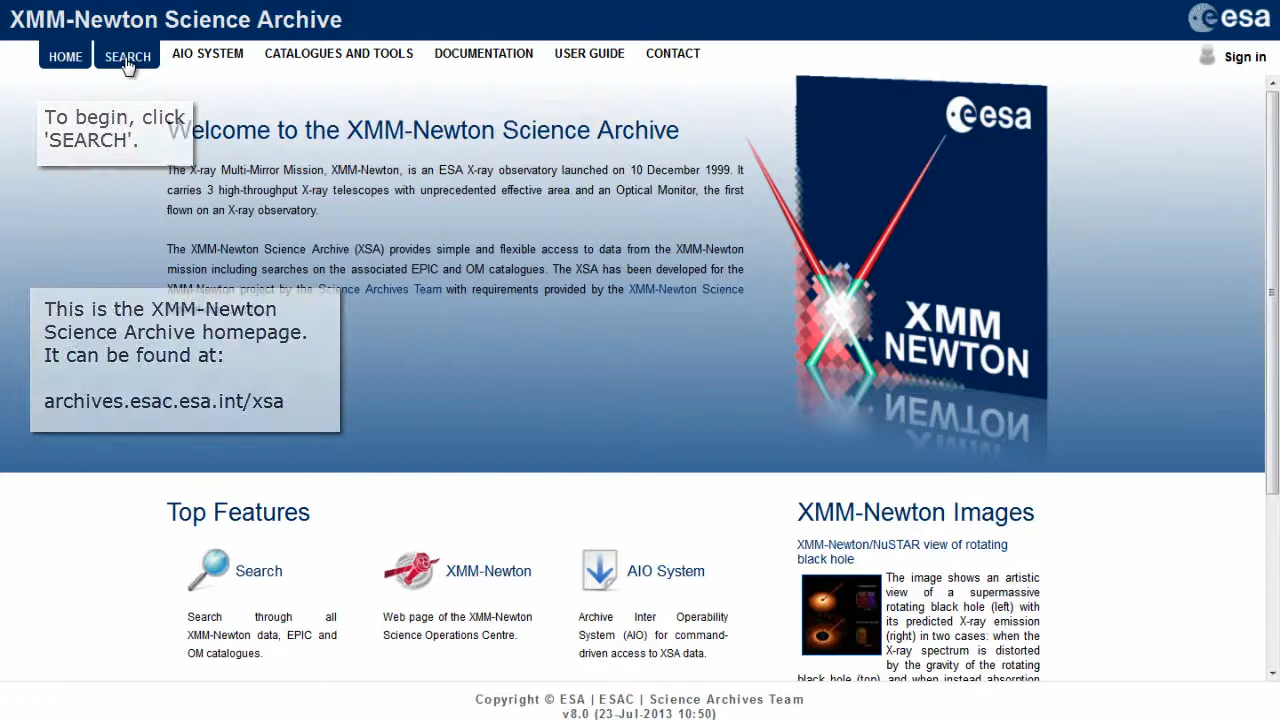 XMM-Newton Science Archive
esa
HOME
SEARCH
AIO SYSTEM
CATALOGUES AND TOOLS
DOCUMENTATION
USER GUIDE
CONTACT
Sign in
To begin, click
'SEARCH'.
Welcome to the XMM-Newton Science Archive
The X-ray Multi-Mirror Mission, XMM-Newton, is an ESA X-ray observatory launched on 10 December 1999. It
carries 3 high-throughput X-ray telescopes with unprecedented effective area and an Optical Monitor, the first
flown on an X-ray observatory.
The XMM-Newton Science Archive (XSA) provides simple and flexible access to data from the XMM-Newton
mission including searches on the associated EPIC and OM catalogues. The XSA has been developed for the
XMM-Newton project by the Science Archives Team with requirements provided by the XMM-Newton Science
This is the XMM-Newton
Science Archive homepage.
It can be found at:
archives.esac.esa.int/xsa
esa
XMM
NEWTON
Top Features
Search
Search through all
XMM-Newton data, EPIC and
OM catalogues.
XMM-Newton
Web page of the XMM-Newton
Science Operations Centre.
AIO System
Archive Inter Operability
System (AIO) for command-
driven access to XSA data.
XMM-Newton Images
XMM-Newton/NuSTAR view of rotating
black hole
The image shows an artistic
view of a supermassive
rotating black hole (left) with
its predicted X-ray emission
(right) in two cases: when the
X-ray spectrum is distorted
by the gravity of the rotating
black hole (top), and when instead absorption
Copyright © ESA | ESAC | Science Archives Team
v8.0 (23-Jul-2013 10:50)